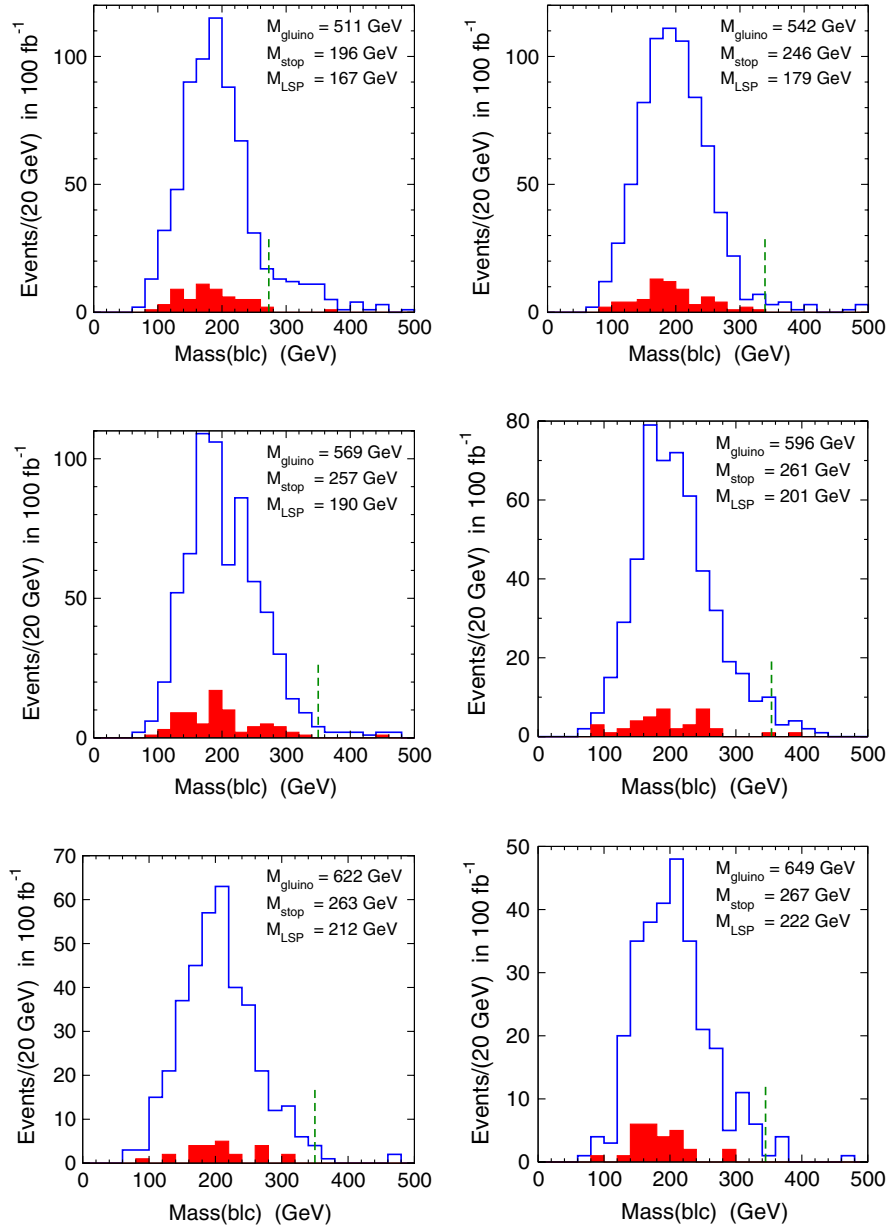 M_gluino = 511 GeV
M_stop = 196 GeV
M_LSP = 167 GeV
100
50
0
Events/(20 GeV) in 100 fb^-1
0 100 200 300 400 500
Mass(blc) (GeV)
M_gluino = 542 GeV
M_stop = 246 GeV
M_LSP = 179 GeV
100
50
0
Events/(20 GeV) in 100 fb^-1
0 100 200 300 400 500
Mass(blc) (GeV)
M_gluino = 569 GeV
M_stop = 257 GeV
M_LSP = 190 GeV
100
50
0
Events/(20 GeV) in 100 fb^-1
0 100 200 300 400 500
Mass(blc) (GeV)
M_gluino = 596 GeV
M_stop = 261 GeV
M_LSP = 201 GeV
80
60
40
20
0
Events/(20 GeV) in 100 fb^-1
0 100 200 300 400 500
Mass(blc) (GeV)
M_gluino = 622 GeV
M_stop = 263 GeV
M_LSP = 212 GeV
70
60
50
40
30
20
10
0
Events/(20 GeV) in 100 fb^-1
0 100 200 300 400 500
Mass(blc) (GeV)
M_gluino = 649 GeV
M_stop = 267 GeV
M_LSP = 222 GeV
50
40
30
20
10
0
Events/(20 GeV) in 100 fb^-1
0 100 200 300 400 500
Mass(blc) (GeV)